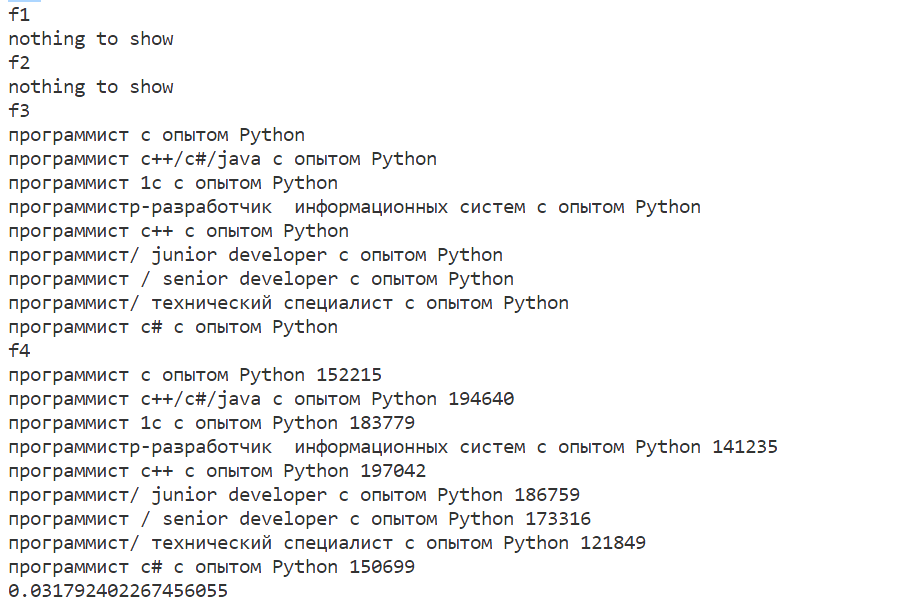 f1
nothing to show
f2
nothing to show
f3
программист с опытом Python
программист c++/c#/java с опытом Python
программист 1с с опытом Python
программистр-разработчик  информационных систем с опытом Python
программист c++ с опытом Python
программист/ junior developer с опытом Python
программист / senior developer с опытом Python
программист/ технический специалист с опытом Python
программист c# с опытом Python
f4
программист с опытом Python 152215
программист c++/c#/java с опытом Python 194640
программист 1с с опытом Python 183779
программистр-разработчик  информационных систем с опытом Python 141235
программист c++ с опытом Python 197042
программист/ junior developer с опытом Python 186759
программист / senior developer с опытом Python 173316
программист/ технический специалист с опытом Python 121849
программист c# с опытом Python 150699
0.031792402267456055